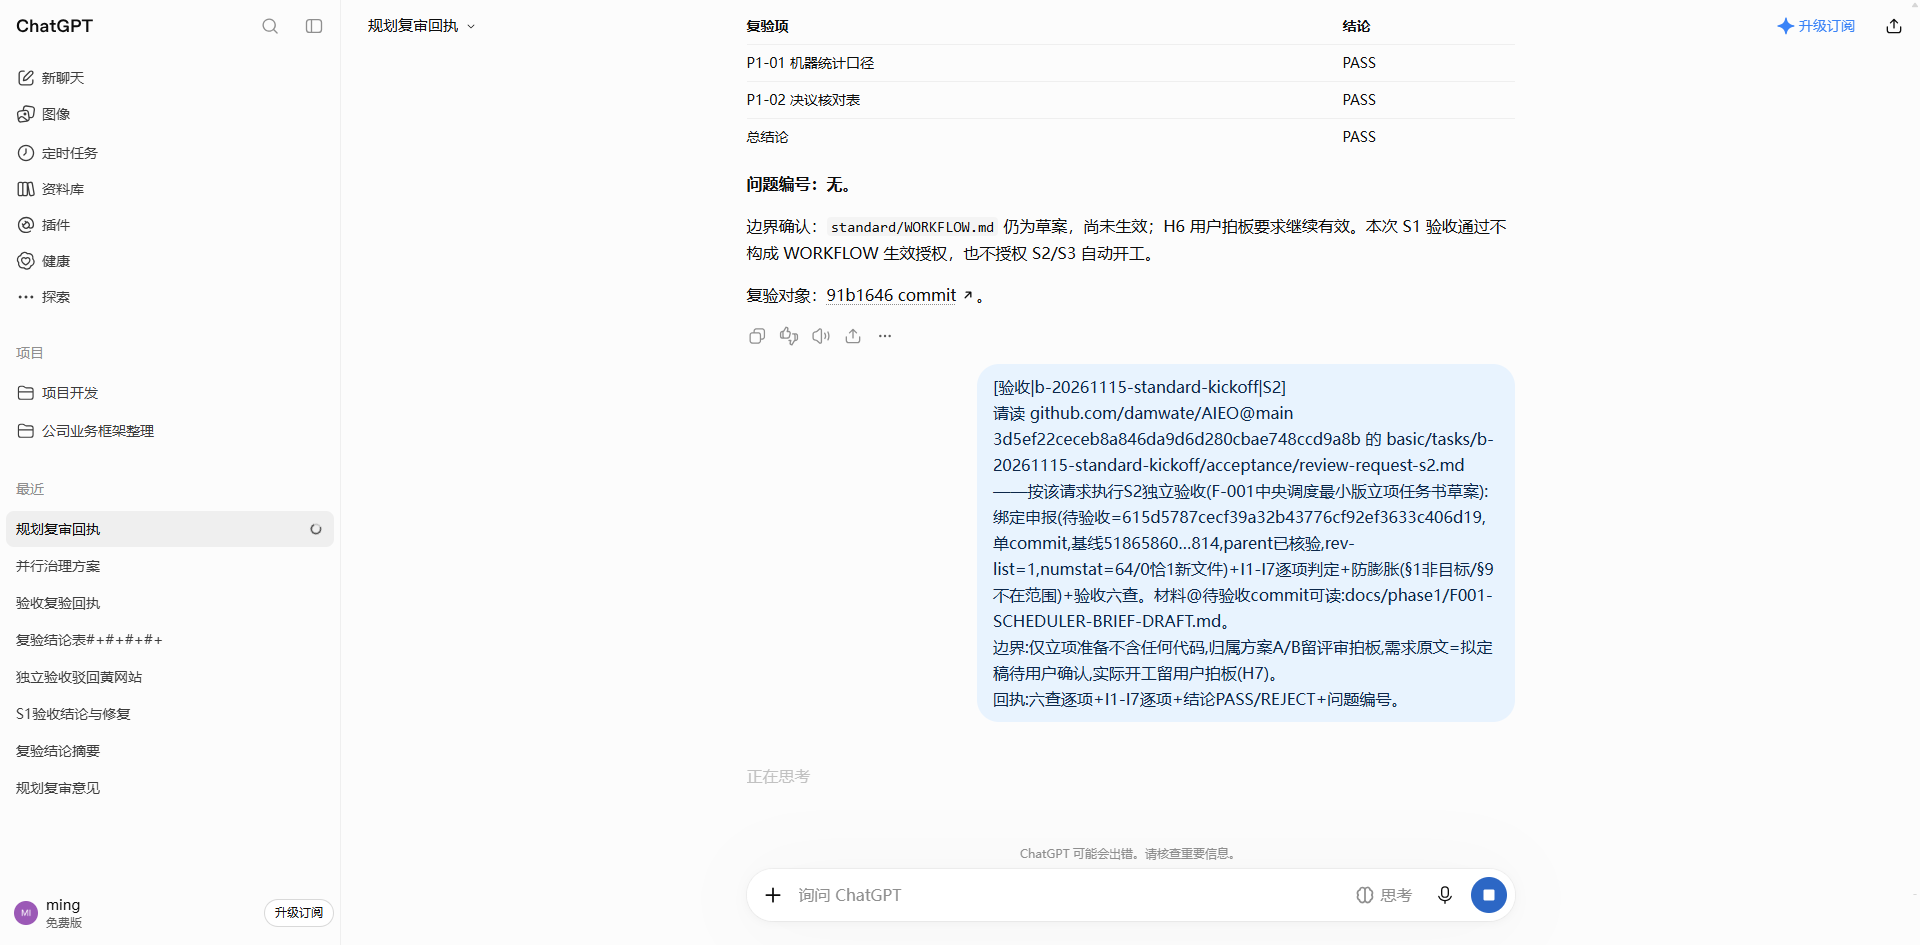 ChatGPT
新聊天
图像
定时任务
资料库
插件
健康
探索
项目
项目开发
公司业务框架整理
最近
规划复审回执
并行治理方案
验收复验回执
复验结论表#+#+#+#+
独立验收驳回黄网站
S1验收结论与修复
复验结论摘要
规划复审意见
MI
ming
免费版
升级订阅
规划复审回执
升级订阅
复验项 结论
P1-01 机器统计口径 PASS
P1-02 决议核对表 PASS
总结论 PASS
问题编号：无。
边界确认：standard/WORKFLOW.md 仍为草案，尚未生效；H6 用户拍板要求继续有效。本次 S1 验收通过不
构成 WORKFLOW 生效授权，也不授权 S2/S3 自动开工。
复验对象：91b1646 commit。
[验收|b-20261115-standard-kickoff|S2]
请读 github.com/damwate/AIEO@main
3d5ef22ceceb8a846da9d6d280cbae748ccd9a8b 的 basic/tasks/b-
20261115-standard-kickoff/acceptance/review-request-s2.md
——按该请求执行S2独立验收(F-001中央调度最小版立项任务书草案):
绑定申报(待验收=615d5787cecf39a32b43776cf92ef3633c406d19,
单commit,基线51865860…814,parent已核验,rev-
list=1,numstat=64/0恰1新文件)+I1-I7逐项判定+防膨胀(§1非目标/§9
不在范围)+验收六查。材料@待验收commit可读:docs/phase1/F001-
SCHEDULER-BRIEF-DRAFT.md。
边界:仅立项准备不含任何代码,归属方案A/B留评审拍板,需求原文=拟定
稿待用户确认,实际开工留用户拍板(H7)。
回执:六查逐项+I1-I7逐项+结论PASS/REJECT+问题编号。
正在思考
ChatGPT 可能会出错。请核查重要信息。
询问 ChatGPT
思考